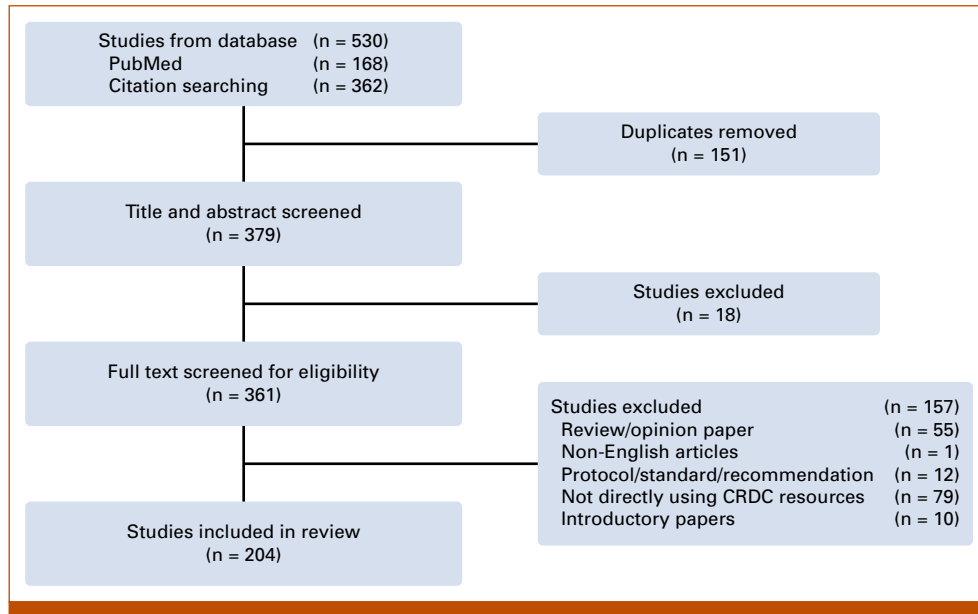 Studies from database (n = 530)
PubMed (n = 168)
Citation searching (n = 362)
Duplicates removed
(n = 151)
Title and abstract screened
(n = 379)
Studies excluded
(n = 18)
Full text screened for eligibility
(n = 361)
Studies excluded (n = 157)
Review/opinion paper (n = 55)
Non-English articles (n = 1)
Protocol/standard/recommendation (n = 12)
Not directly using CRDC resources (n = 79)
Introductory papers (n = 10)
Studies included in review
(n = 204)